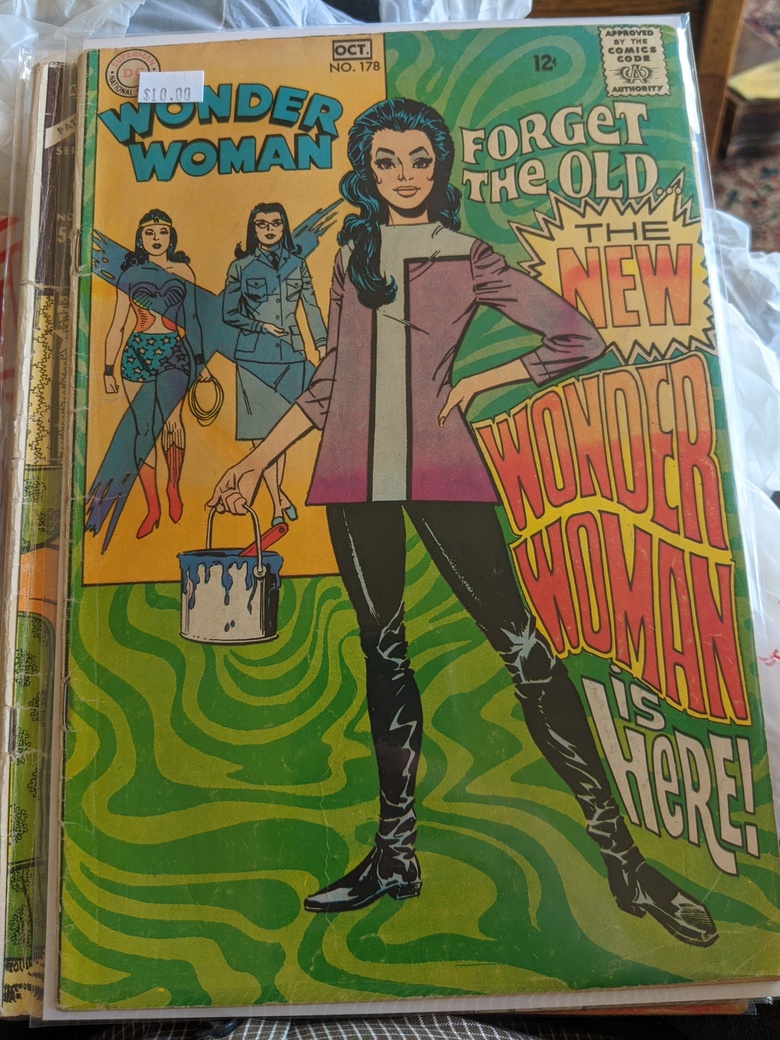 OCT.
NO. 178
12¢
APPROVED
BY THE
COMICS
CODE
AUTHORITY
DC
$10.00
WONDER
WOMAN
FORGET
THE OLD...
THE
NEW
WONDER
WOMAN
IS
HERE!